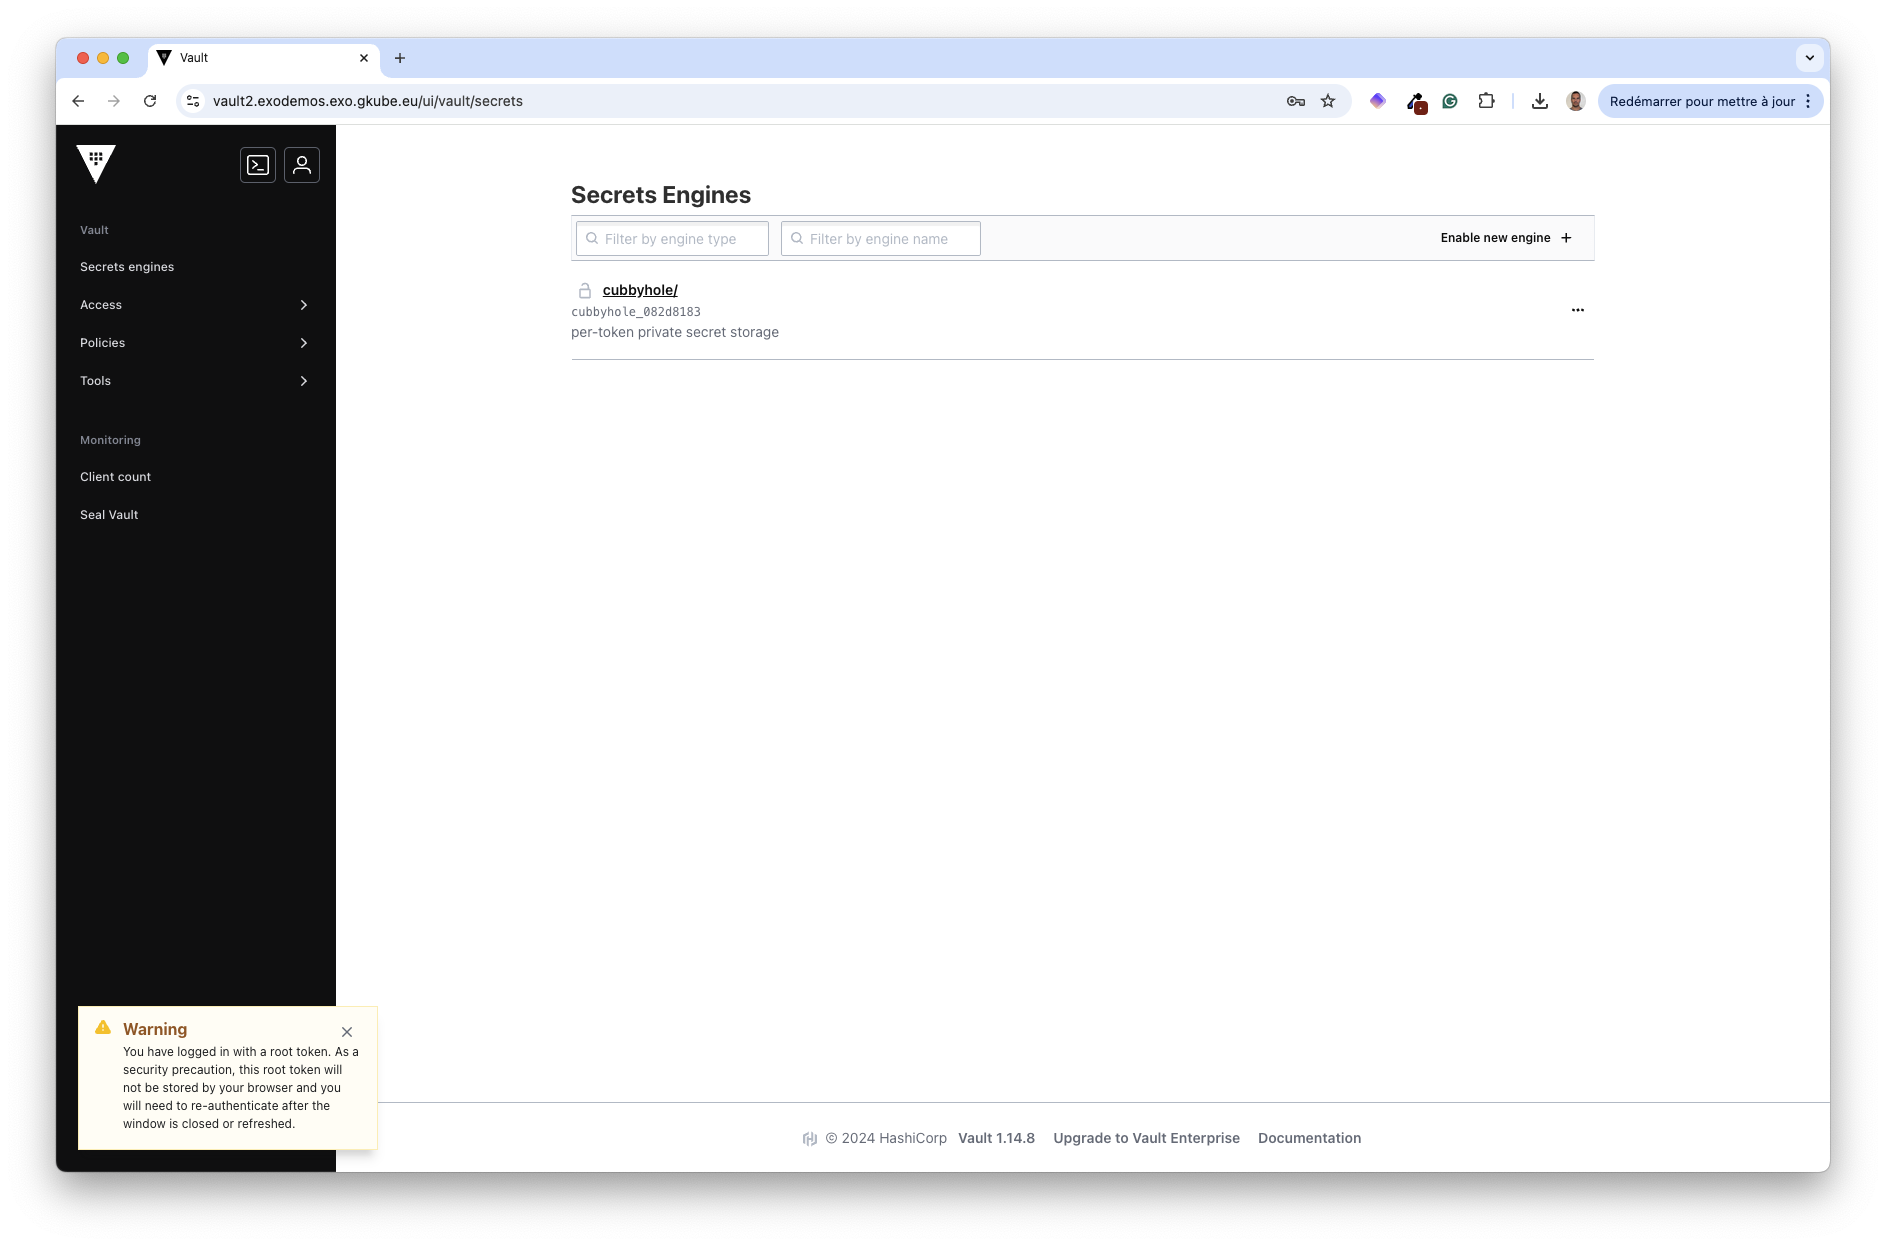 Vault
vault2.exodemos.exo.gkube.eu/ui/vault/secrets
Redémarrer pour mettre à jour
Vault
Secrets engines
Access
Policies
Tools
Monitoring
Client count
Seal Vault
Secrets Engines
Filter by engine type
Filter by engine name
Enable new engine
cubbyhole/
cubbyhole_082d8183
per-token private secret storage
Warning
You have logged in with a root token. As a
security precaution, this root token will
not be stored by your browser and you
will need to re-authenticate after the
window is closed or refreshed.
© 2024 HashiCorp Vault 1.14.8 Upgrade to Vault Enterprise Documentation